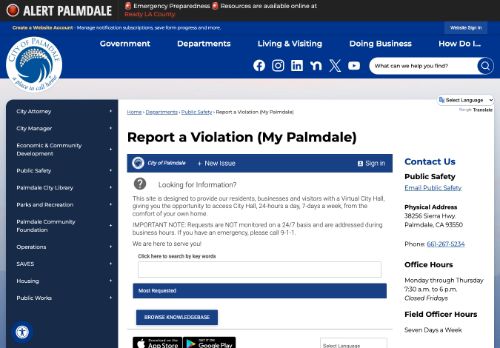 ALERT PALMDALE
Emergency Preparedness Resources are available online at
Ready LA County.
Create a Website Account - Manage notification subscriptions, save form progress and more.
Website Sign In
CITY OF PALMDALE
a place to call home
Government
Departments
Living & Visiting
Doing Business
How Do I...
What can we help you find?
Select Language
Google Translate
City Attorney
City Manager
Economic & Community
Development
Public Safety
Palmdale City Library
Parks and Recreation
Palmdale Community
Foundation
Operations
SAVES
Housing
Public Works
Home › Departments › Public Safety › Report a Violation (My Palmdale)
Report a Violation (My Palmdale)
City of Palmdale
+ New Issue
Sign in
Looking for Information?
This site is designed to provide our residents, businesses and visitors with a Virtual City Hall,
giving you the opportunity to access City Hall, 24-hours a day, 7-days a week, from the
comfort of your own home.
IMPORTANT NOTE: Requests are NOT monitored on a 24/7 basis and are addressed during
business hours. If you have an emergency, please call 9-1-1.
We are here to serve you!
Click here to search by key words
Most Requested
BROWSE KNOWLEDGEBASE
Download on the
App Store
GET IT ON
Google Play
Select Language
Contact Us
Public Safety
Email Public Safety
Physical Address
38256 Sierra Hwy.
Palmdale, CA 93550
Phone: 661-267-5234
Office Hours
Monday through Thursday
7:30 a.m. to 6 p.m.
Closed Fridays
Field Officer Hours
Seven Days a Week